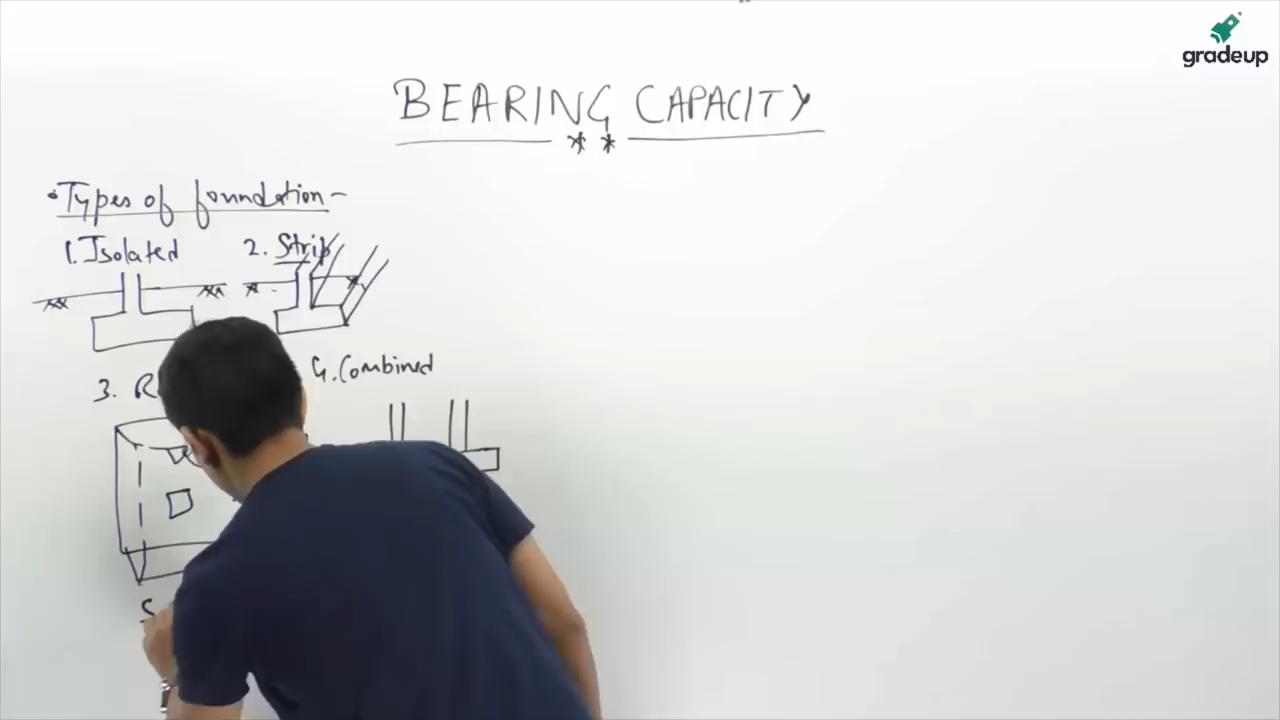 gradeup
BEARING CAPACITY
Types of foundation-
1. Isolated 2. Strip
3. R
4. Combined